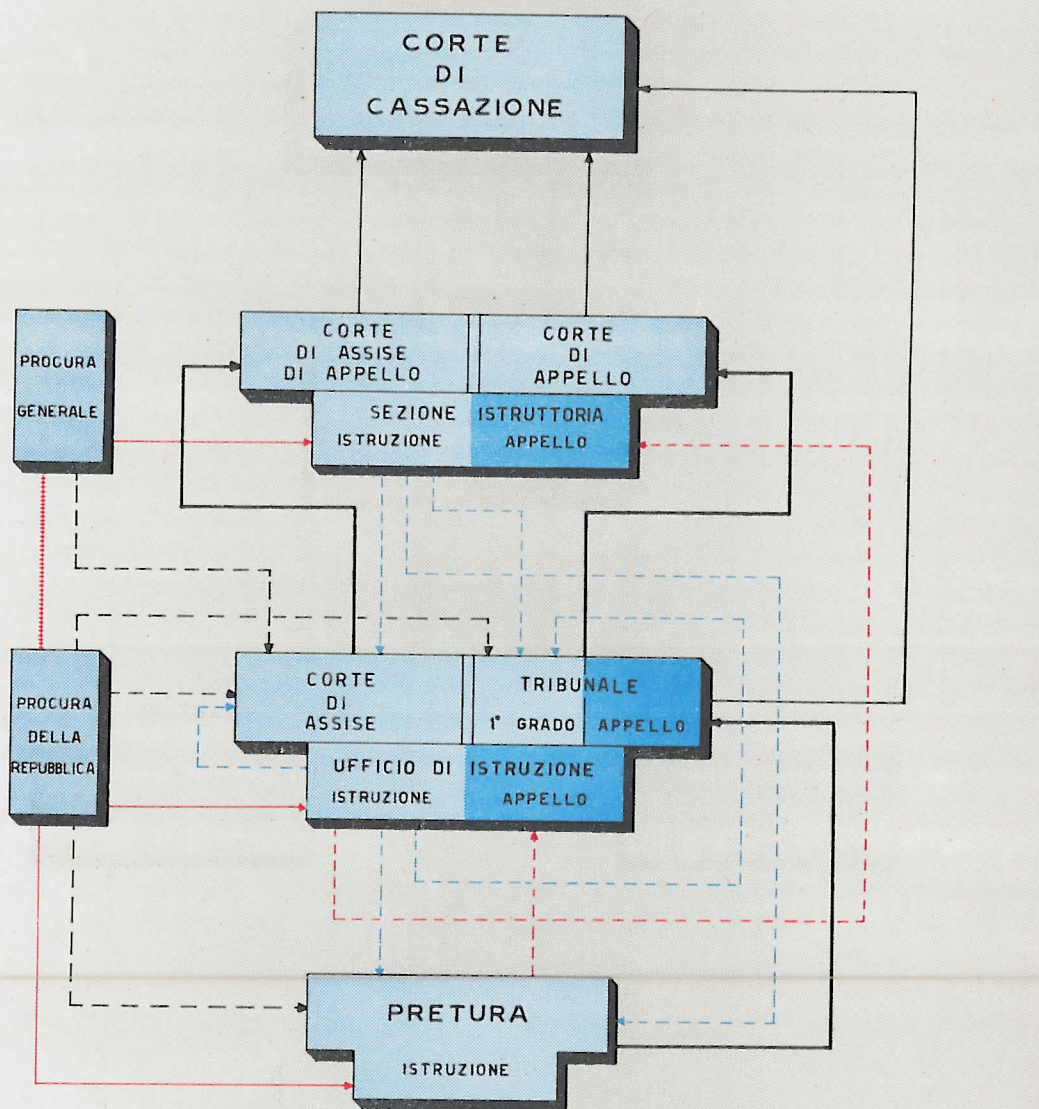 CORTE
DI
CASSAZIONE
PROCURA
GENERALE
CORTE
DI ASSISE
DI APPELLO
CORTE
DI
APPELLO
SEZIONE ISTRUTTORIA
ISTRUZIONE APPELLO
PROCURA
DELLA
REPUBBLICA
CORTE
DI
ASSISE
TRIBUNALE
1° GRADO APPELLO
UFFICIO DI ISTRUZIONE
ISTRUZIONE APPELLO
PRETURA
ISTRUZIONE